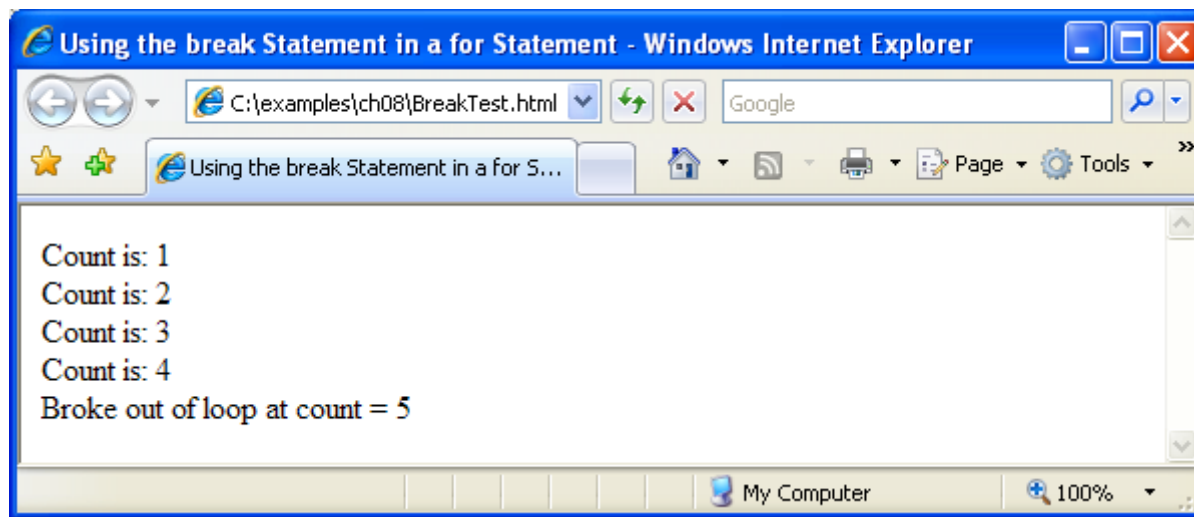 Using the break Statement in a for Statement - Windows Internet Explorer
C:\examples\ch08\BreakTest.html
Google
Using the break Statement in a for S...
Page
Tools
»
Count is: 1
Count is: 2
Count is: 3
Count is: 4
Broke out of loop at count = 5
My Computer
100%